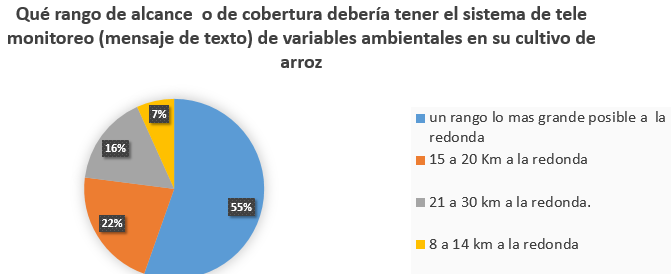 Qué rango de alcance  o de cobertura debería tener el sistema de tele
monitoreo (mensaje de texto) de variables ambientales en su cultivo de
arroz
7%
16%
22%
55%
un rango lo mas grande posible a  la
redonda
15 a 20 Km a la redonda
21 a 30 km a la redonda.
8 a 14 km a la redonda